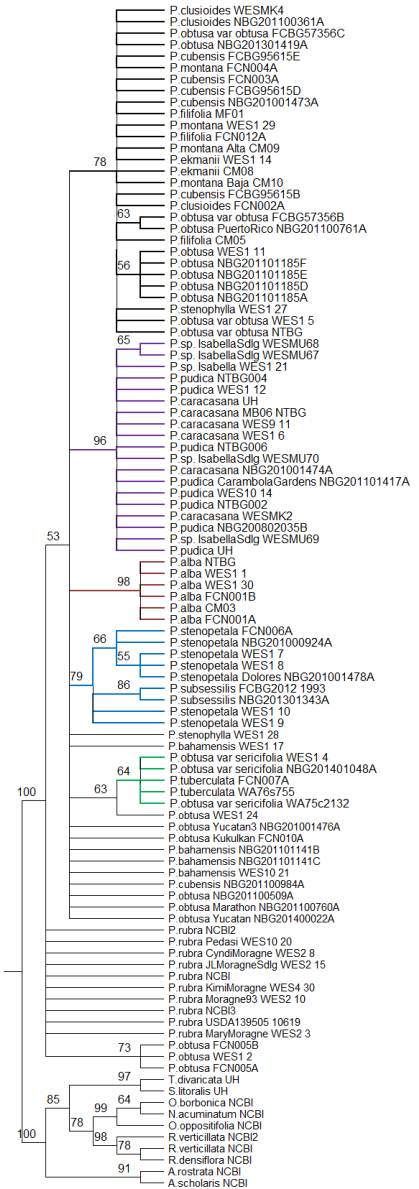 P.clusioides WESMK4
P.clusioides NBG201100361A
P.obtusa var obtusa FCBG57356C
P.obtusa NBG201301419A
P.cubensis FCBG95615E
P.montana FCN004A
P.cubensis FCN003A
P.cubensis FCBG95615D
P.cubensis NBG201001473A
P.filifolia MF01
P.montana WES1 29
P.filifolia FCN012A
P.montana Alta CM09
P.ekmanii WES1 14
78
P.ekmanii CM08
P.montana Baja CM10
P.cubensis FCBG95615B
P.clusioides FCN002A
63
P.obtusa var obtusa FCBG57356B
P.obtusa PuertoRico NBG201100761A
P.filifolia CM05
P.obtusa WES1 11
P.obtusa NBG201101185F
56
P.obtusa NBG201101185E
P.obtusa NBG201101185D
P.obtusa NBG201101185A
P.stenophylla WES1 27
P.obtusa var obtusa WES1 5
P.obtusa var obtusa NTBG
65
P.sp. IsabellaSdlg WESMU68
P.sp. IsabellaSdlg WESMU67
P.sp. Isabella WES1 21
P.pudica NTBG004
P.pudica WES1 12
P.caracasana UH
P.caracasana MB06 NTBG
P.caracasana WES9 11
P.caracasana WES1 6
96
P.pudica NTBG006
P.sp. IsabellaSdlg WESMU70
P.caracasana NBG201001474A
P.pudica CarambolaGardens NBG201101417A
P.pudica WES10 14
P.pudica NTBG002
P.caracasana WESMK2
P.pudica NBG200802035B
P.sp. IsabellaSdlg WESMU69
53
P.pudica UH
P.alba NTBG
P.alba WES1 1
98
P.alba WES1 30
P.alba FCN001B
P.alba CM03
P.alba FCN001A
P.stenopetala FCN006A
66
P.stenopetala NBG201000924A
P.stenopetala WES1 7
55
P.stenopetala WES1 8
P.stenopetala Dolores NBG201001478A
79
P.subsessilis FCBG2012 1993
86
P.subsessilis NBG201301343A
P.stenopetala WES1 10
P.stenopetala WES1 9
P.stenophylla WES1 28
P.bahamensis WES1 17
P.obtusa var sericifolia WES1 4
P.obtusa var sericifolia NBG201401048A
64
P.tuberculata FCN007A
P.tuberculata WA76s755
63
P.obtusa var sericifolia WA75c2132
100
P.obtusa WES1 24
P.obtusa Yucatan3 NBG201001476A
P.obtusa Kukulkan FCN010A
P.bahamensis NBG201101141B
P.bahamensis NBG201101141C
P.bahamensis WES10 21
P.cubensis NBG201100984A
P.obtusa NBG201100509A
P.obtusa Marathon NBG201100760A
P.obtusa Yucatan NBG201400022A
P.rubra NCBI2
P.rubra Pedasi WES10 20
P.rubra CyndiMoragne WES2 8
P.rubra JLMoragneSdlg WES2 15
P.rubra NCBI
P.rubra KimiMoragne WES4 30
P.rubra Moragne93 WES2 10
P.rubra NCBI3
P.rubra USDA139505 10619
P.rubra MaryMoragne WES2 3
P.obtusa FCN005B
73
P.obtusa WES1 2
P.obtusa FCN005A
97
T.divaricata UH
S.litoralis UH
85
64
O.borbonica NCBI
99
N.acuminatum NCBI
78
O.oppositifolia NCBI
100
98
R.verticillata NCBI2
78
R.verticillata NCBI
R.densiflora NCBI
91
A.rostrata NCBI
A.scholaris NCBI